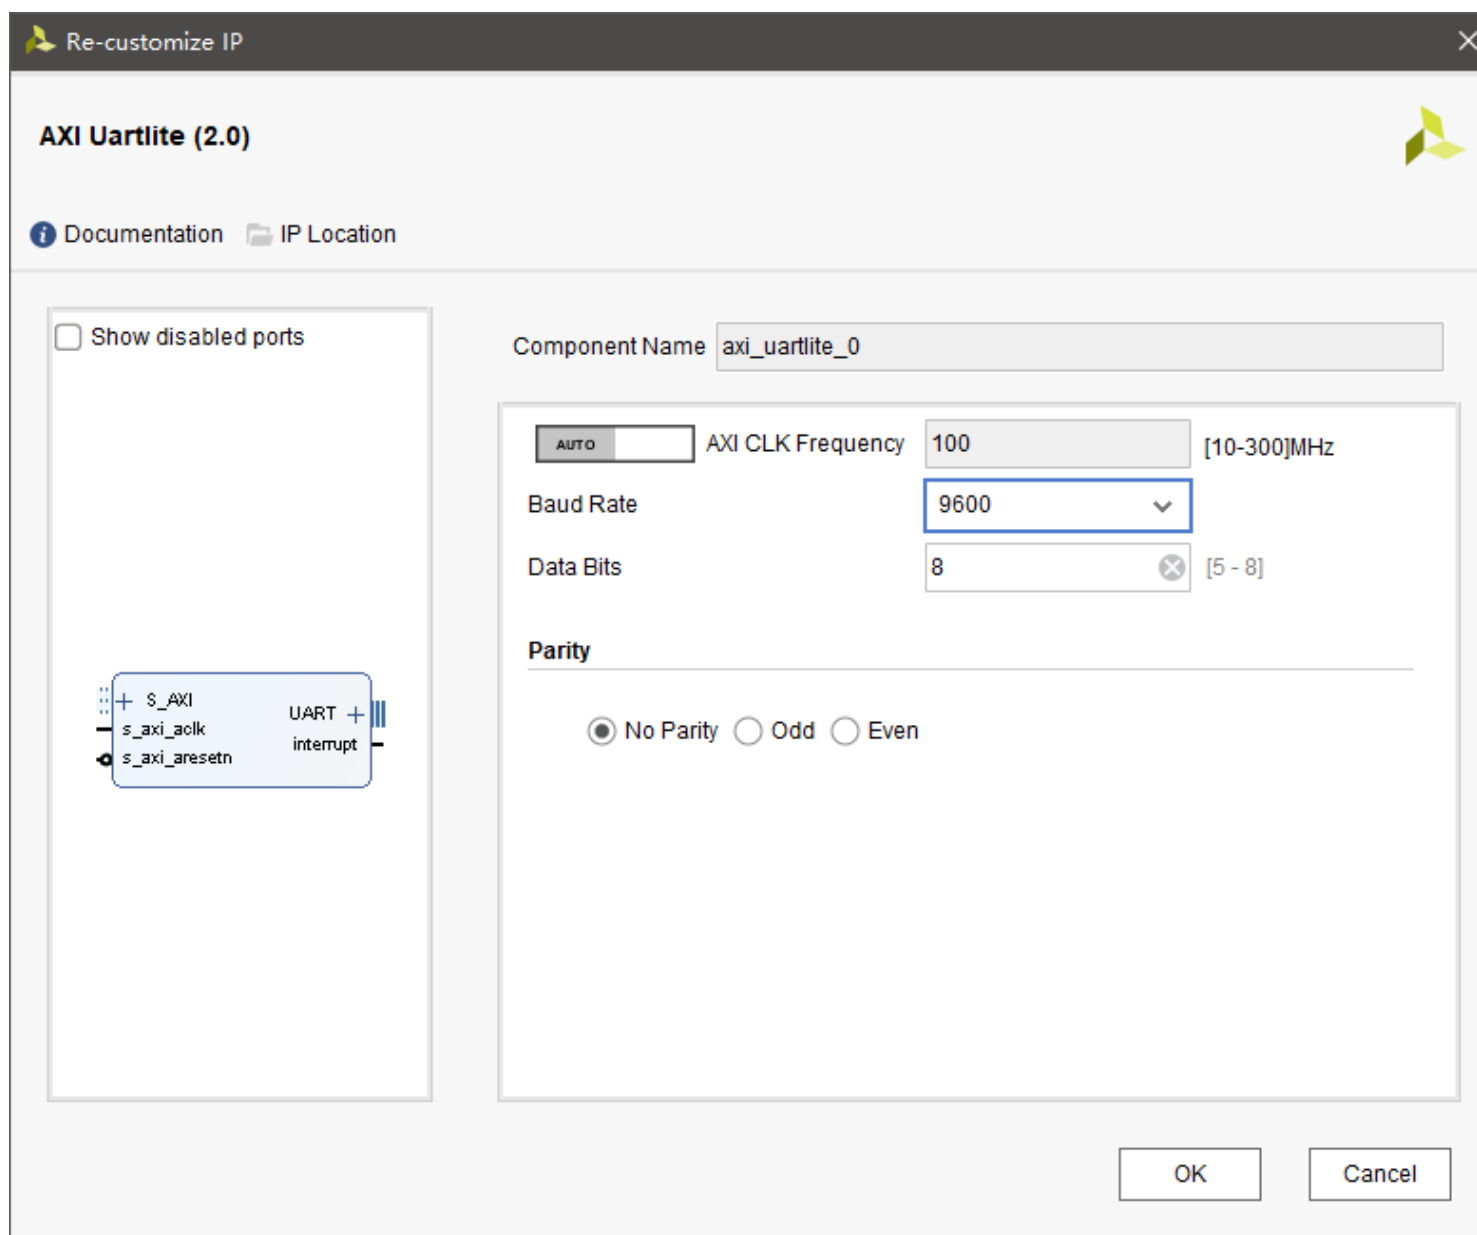 Re-customize IP
AXI Uartlite (2.0)
Documentation IP Location
Show disabled ports
S_AXI
s_axi_aclk
s_axi_aresetn
UART
interrupt
Component Name axi_uartlite_0
AUTO AXI CLK Frequency 100 [10-300]MHz
Baud Rate 9600
Data Bits 8 [5 - 8]
Parity
No Parity Odd Even
OK Cancel